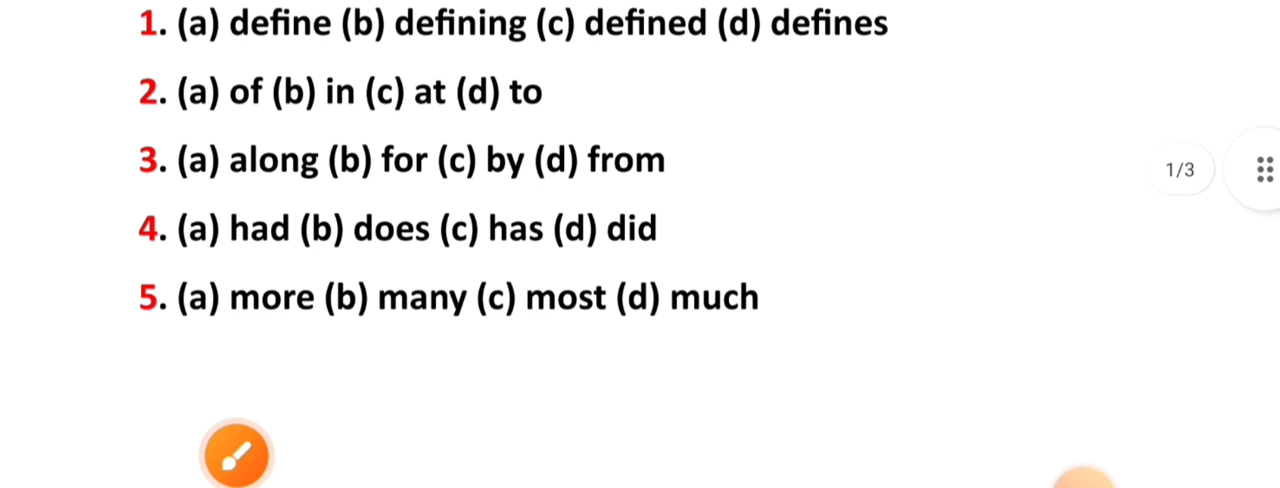 1. (a) define (b) defining (c) defined (d) defines
2. (a) of (b) in (c) at (d) to
3. (a) along (b) for (c) by (d) from
1/3
4. (a) had (b) does (c) has (d) did
5. (a) more (b) many (c) most (d) much